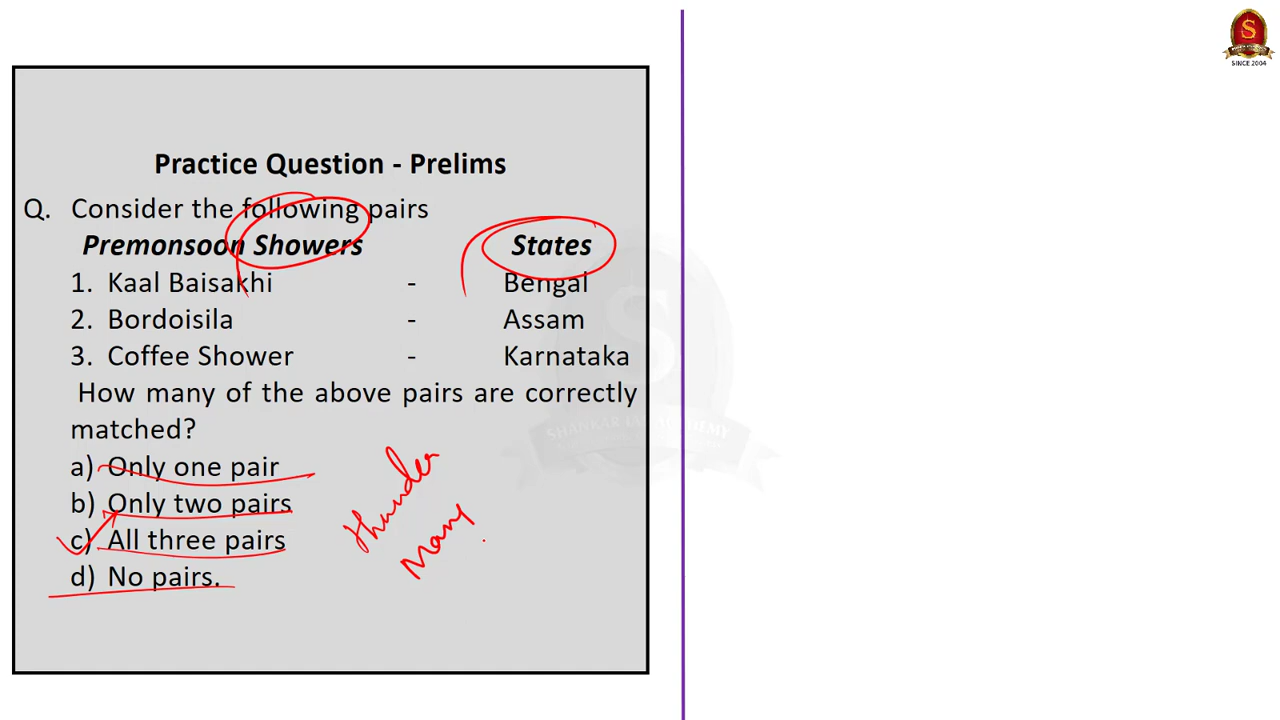 SINCE 2004
Practice Question - Prelims
Q. Consider the following pairs
Premonsoon Showers States
1. Kaal Baisakhi - Bengal
2. Bordoisila - Assam
3. Coffee Shower - Karnataka
How many of the above pairs are correctly
matched?
a) Only one pair
b) Only two pairs
c) All three pairs
d) No pairs.
Thunder
Many